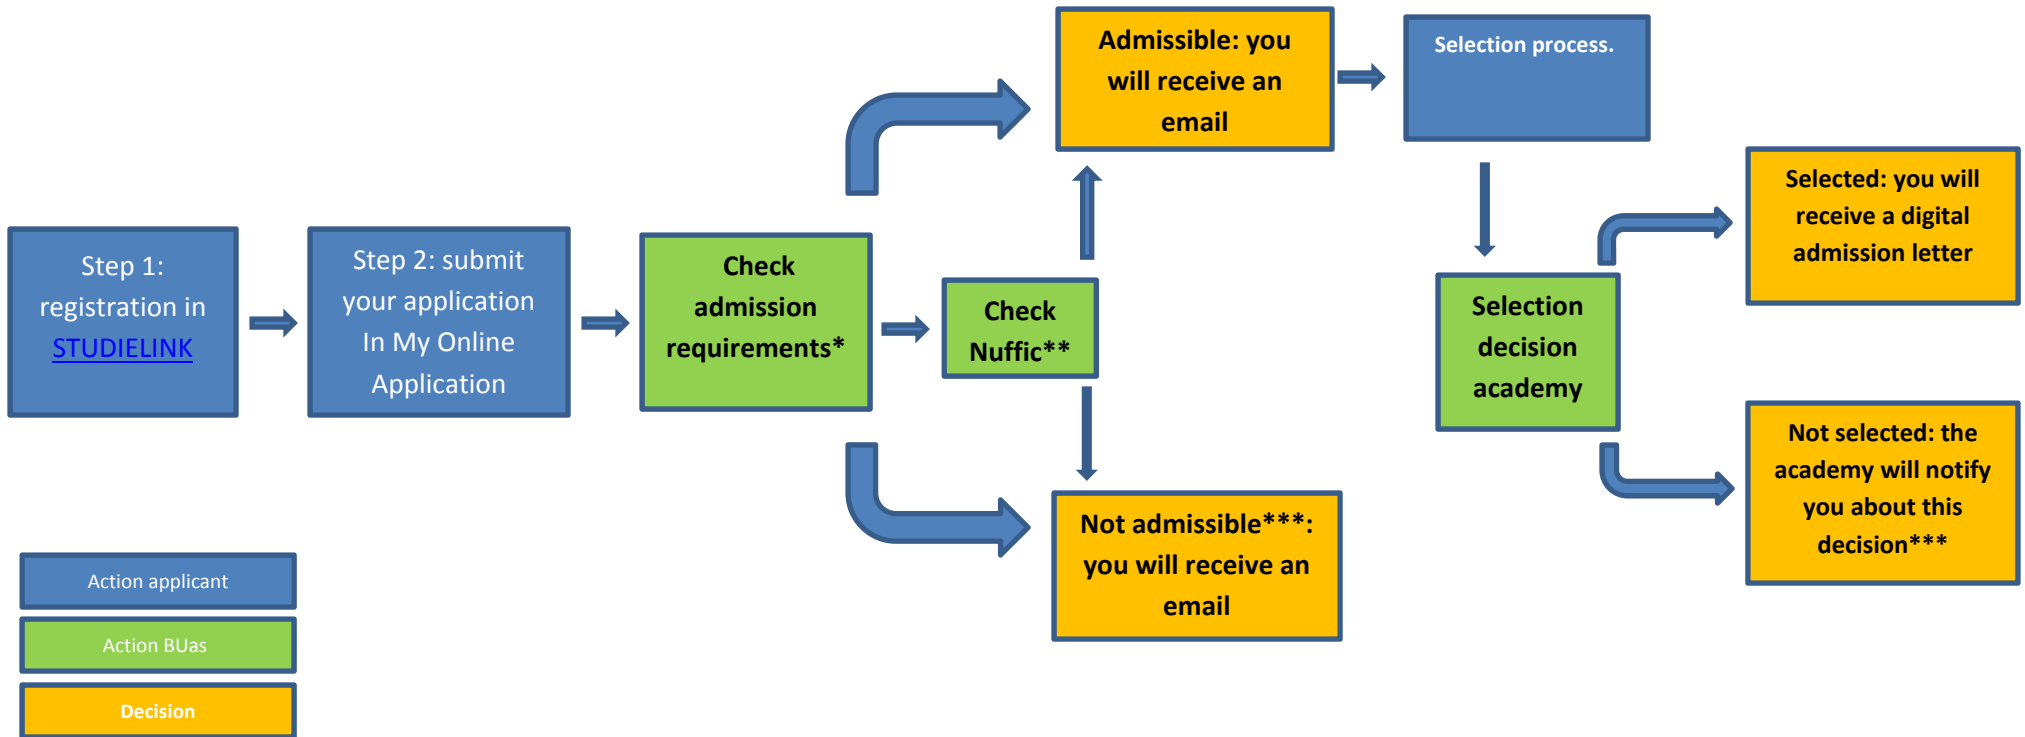 Step 1:
registration in
STUDIELINK
Step 2: submit
your application
In My Online
Application
Check
admission
requirements*
Check
Nuffic**
Admissible: you
will receive an
email
Not admissible***:
you will receive an
email
Selection process.
Selection
decision
academy
Selected: you will
receive a digital
admission letter
Not selected: the
academy will notify
you about this
decision***
Action applicant
Action BUas
Decision